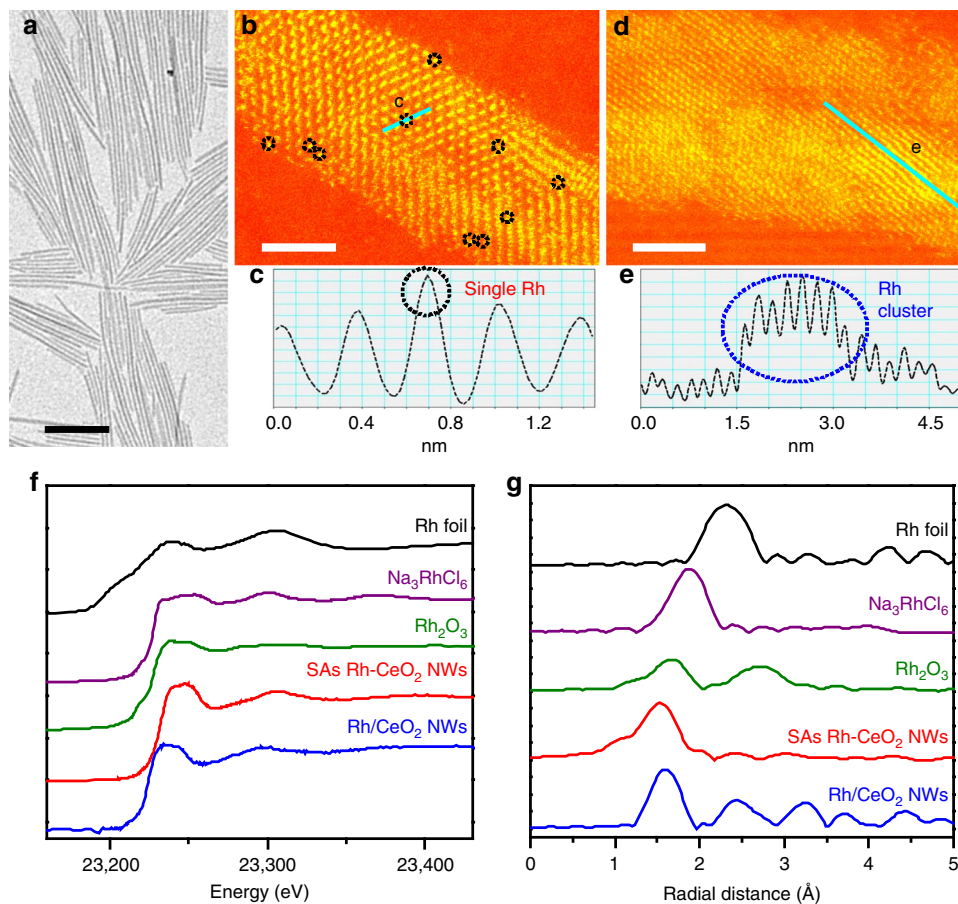 a
b
c
d
e
c
Single Rh
0.0 0.4 0.8 1.2
nm
e
Rh
cluster
0.0 1.5 3.0 4.5
nm
f
Rh foil
Na₃RhCl₆
Rh₂O₃
SAs Rh-CeO₂ NWs
Rh/CeO₂ NWs
23,200 23,300 23,400
Energy (eV)
g
Rh foil
Na₃RhCl₆
Rh₂O₃
SAs Rh-CeO₂ NWs
Rh/CeO₂ NWs
0 1 2 3 4 5
Radial distance (Å)